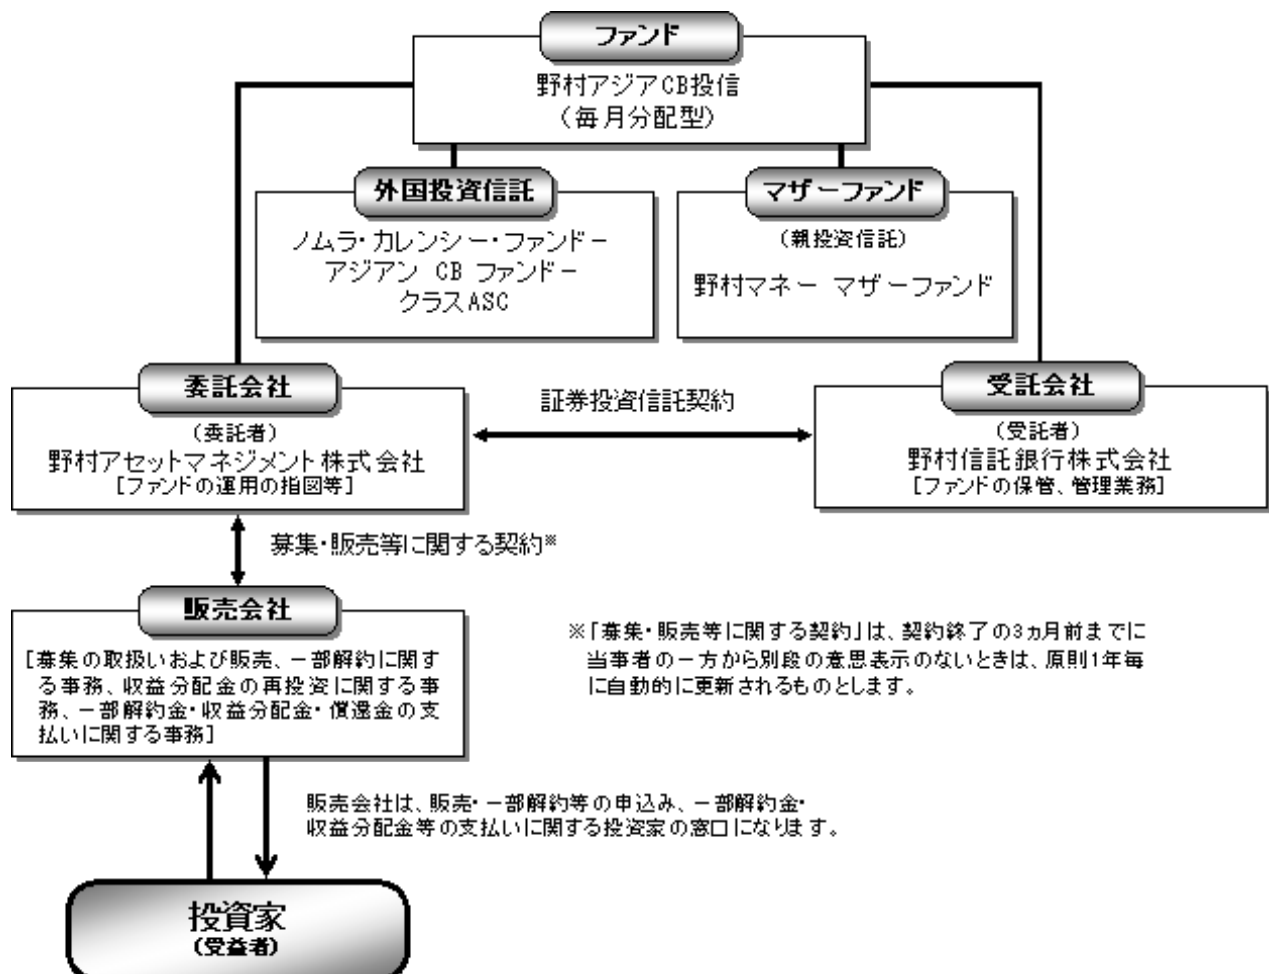 ファンド
野村アジアCB投信
（毎月分配型）
外国投資信託
ノムラ・カレンシー・ファンド－
アジアン CB ファンド－
クラスASC
マザーファンド
（親投資信託）
野村マネー マザーファンド
委託会社
（委託者）
野村アセットマネジメント株式会社
［ファンドの運用の指図等］
証券投資信託契約
受託会社
（受託者）
野村信託銀行株式会社
［ファンドの保管、管理業務］
募集・販売等に関する契約※
販売会社
［募集の取扱いおよび販売、一部解約に関す
る事務、収益分配金の再投資に関する事
務、一部解約金・収益分配金・償還金の支
払いに関する事務］
※「募集・販売等に関する契約」は、契約終了の3ヵ月前までに
当事者の一方から別段の意思表示のないときは、原則1年毎
に自動的に更新されるものとします。
販売会社は、販売・一部解約等の申込み、一部解約金・
収益分配金等の支払いに関する投資家の窓口になります。
投資家
（受益者）